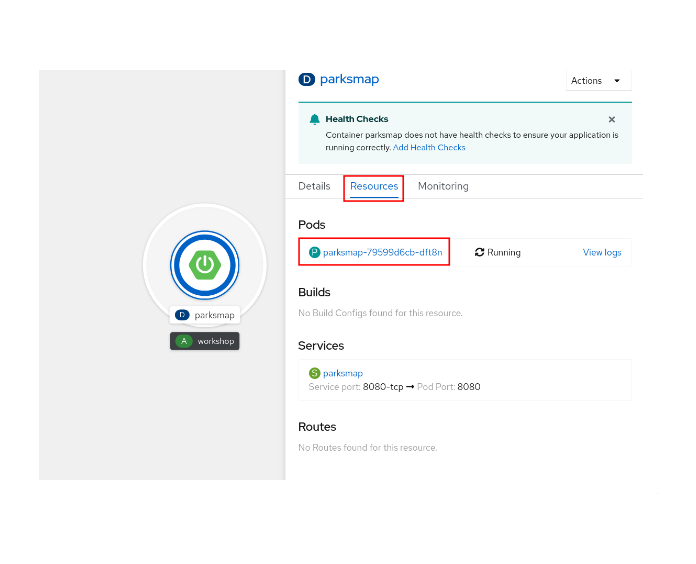 D parksmap
Actions
Health Checks
Container parksmap does not have health checks to ensure your application is
running correctly. Add Health Checks
Details Resources Monitoring
Pods
P parksmap-79599d6cb-dft8n Running View logs
Builds
No Build Configs found for this resource.
Services
S parksmap
Service port: 8080-tcp → Pod Port: 8080
Routes
No Routes found for this resource.
D parksmap
A workshop